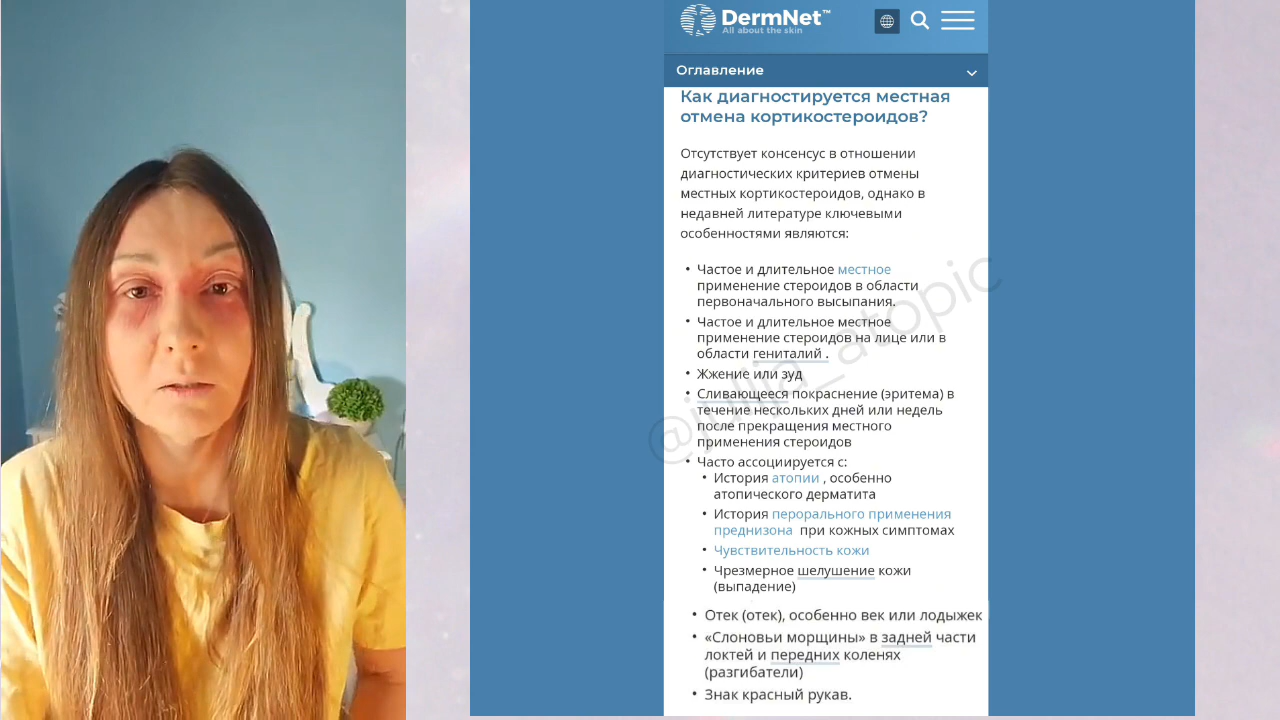 DermNet™
All about the skin
Оглавление
Как диагностируется местная
отмена кортикостероидов?
Отсутствует консенсус в отношении
диагностических критериев отмены
местных кортикостероидов, однако в
недавней литературе ключевыми
особенностями являются:
• Частое и длительное местное
применение стероидов в области
первоначального высыпания.
• Частое и длительное местное
применение стероидов на лице или в
области гениталий .
• Жжение или зуд
• Сливающееся покраснение (эритема) в
течение нескольких дней или недель
после прекращения местного
применения стероидов
• Часто ассоциируется с:
• История атопии , особенно
атопического дерматита
• История перорального применения
преднизона при кожных симптомах
• Чувствительность кожи
• Чрезмерное шелушение кожи
(выпадение)
• Отек (отек), особенно век или лодыжек
• «Слоновьи морщины» в задней части
локтей и передних коленях
(разгибатели)
• Знак красный рукав.